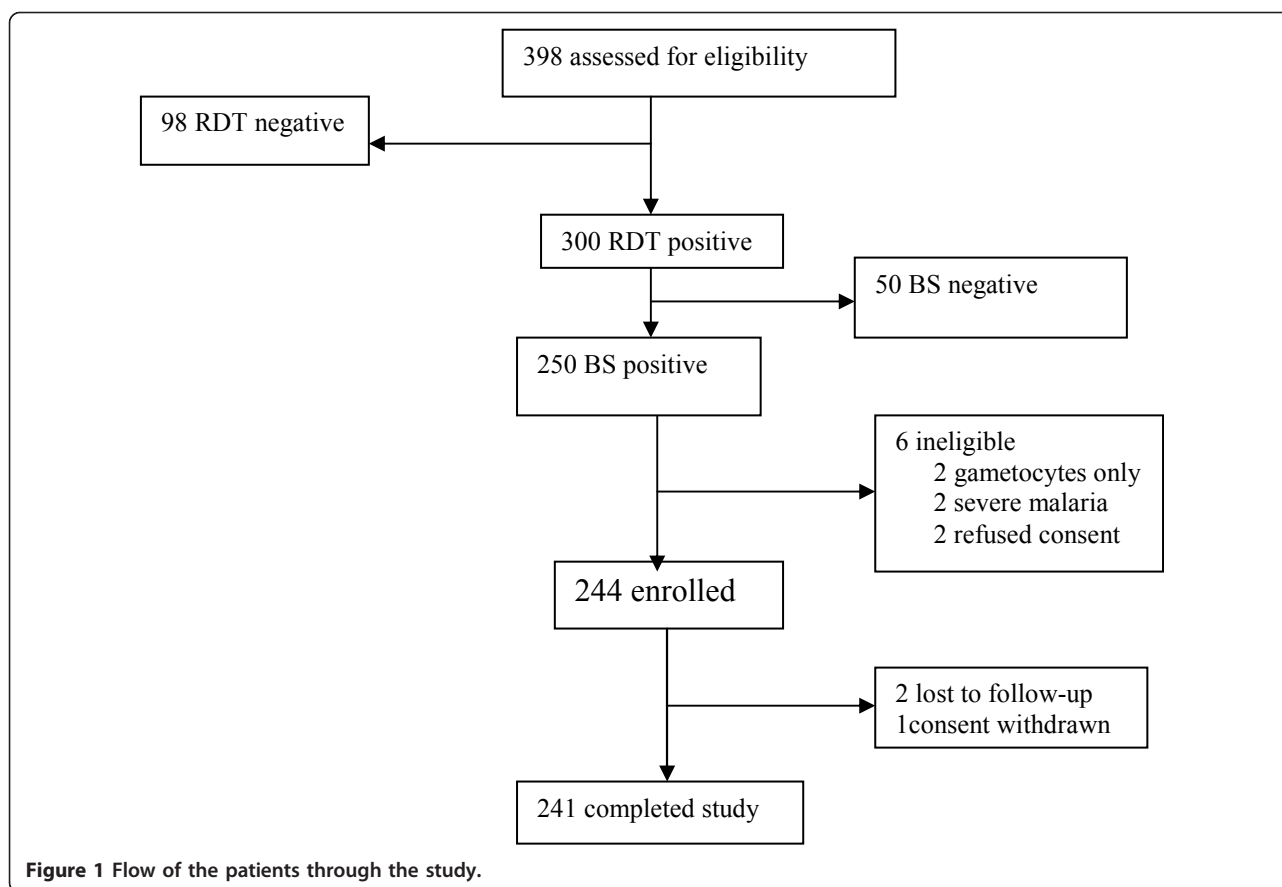 398 assessed for eligibility
98 RDT negative
300 RDT positive
50 BS negative
250 BS positive
6 ineligible
2 gametocytes only
2 severe malaria
2 refused consent
244 enrolled
2 lost to follow-up
1consent withdrawn
241 completed study
Figure 1 Flow of the patients through the study.